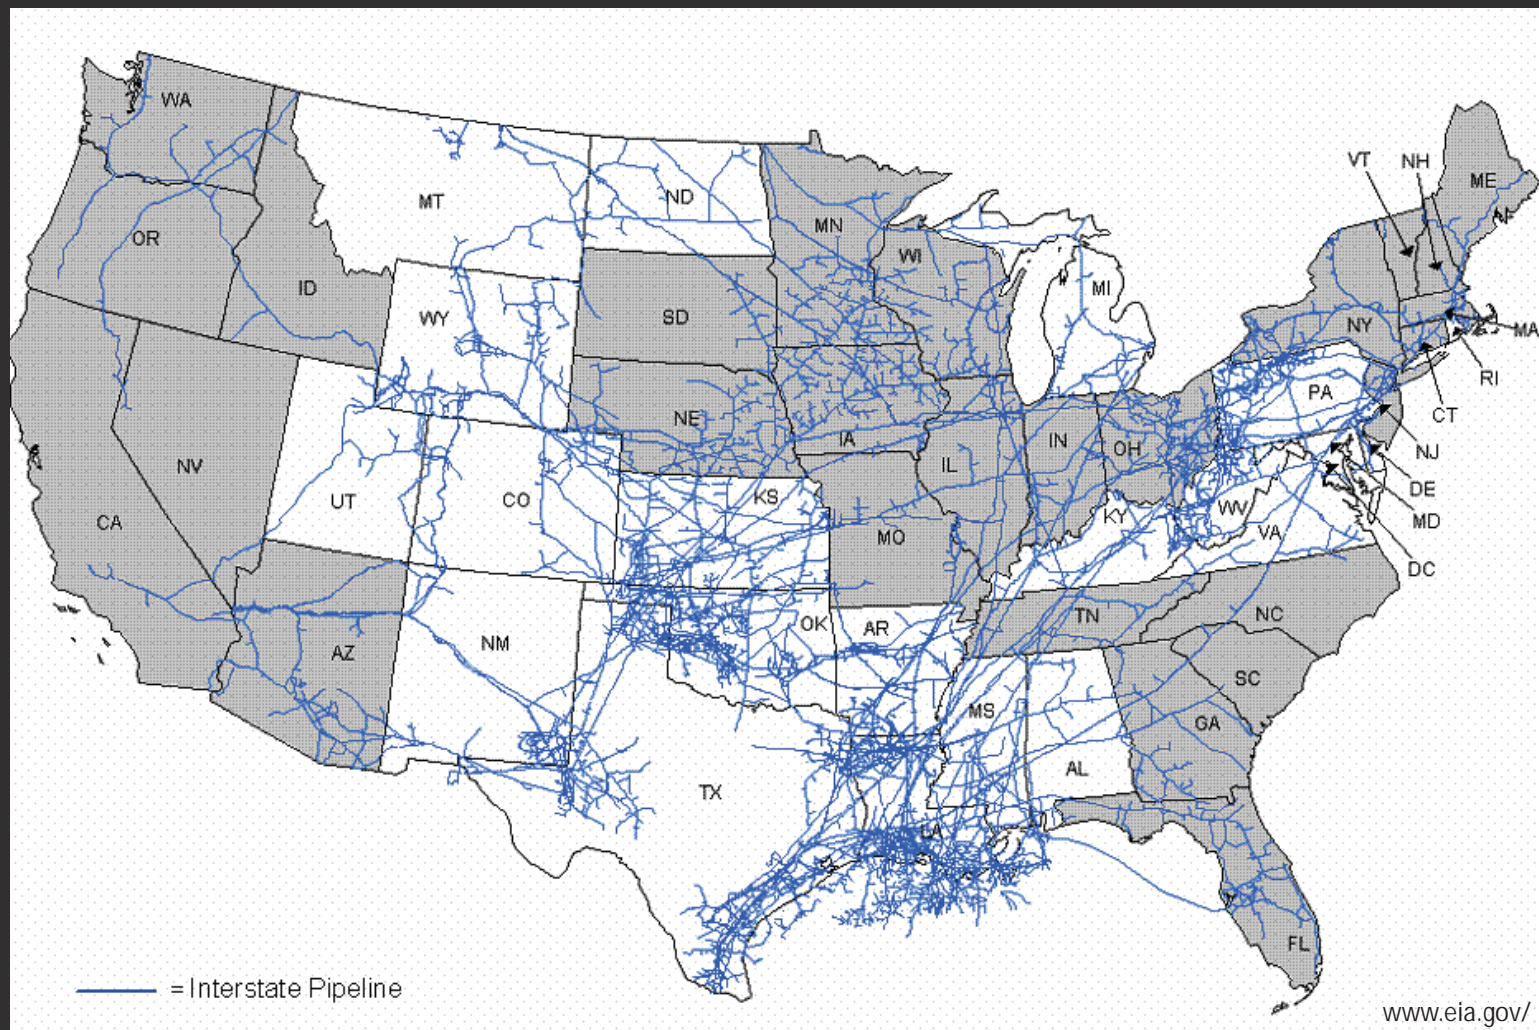 WA
MT
ND
MN
VT
NH
ME
OR
ID
WY
SD
WI
MI
NY
MA
RI
CT
NJ
DE
MD
DC
NV
UT
CO
NE
IA
IL
IN
OH
PA
CA
KS
MO
KY
WV
VA
AZ
NM
OK
AR
TN
NC
SC
TX
LA
MS
AL
GA
FL
= Interstate Pipeline
www.eia.gov/